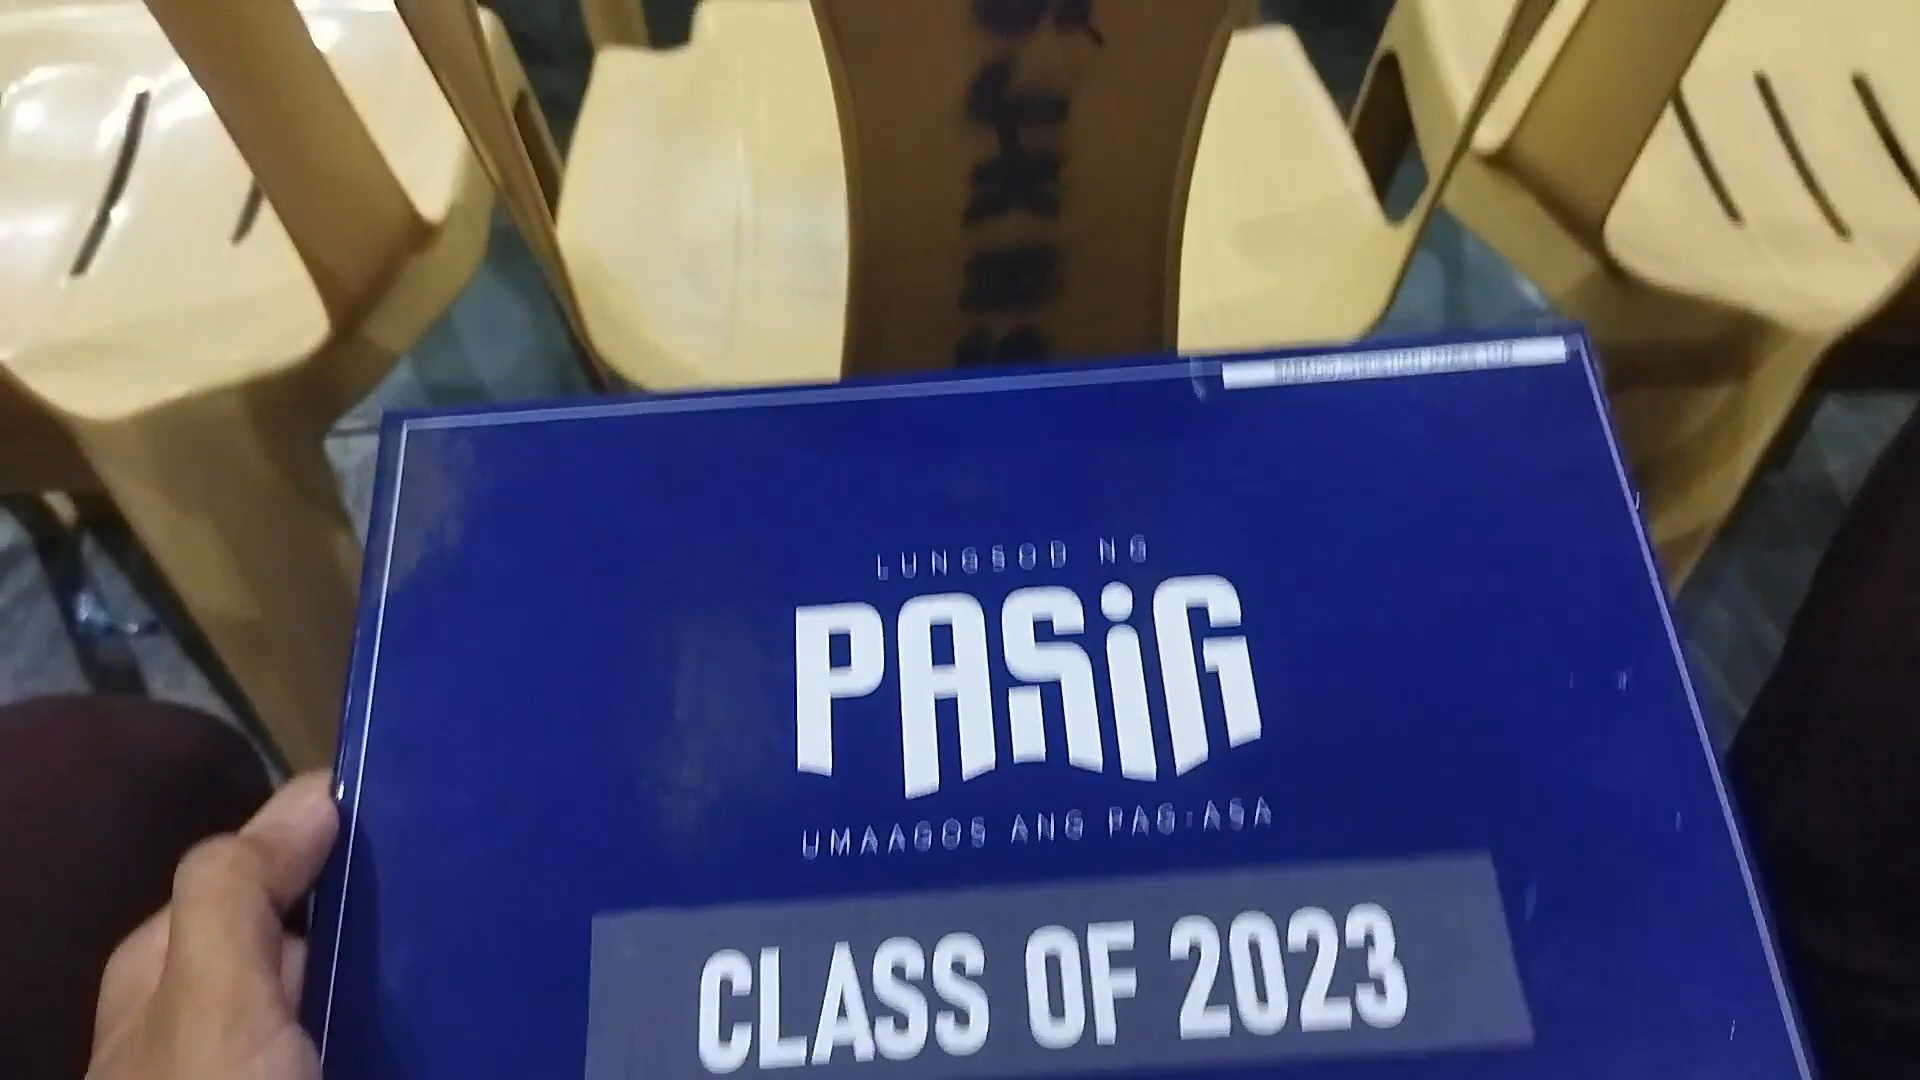 LUNGSOD NG
PASiG
UMAAGOS ANG PAG-ASA
CLASS OF 2023